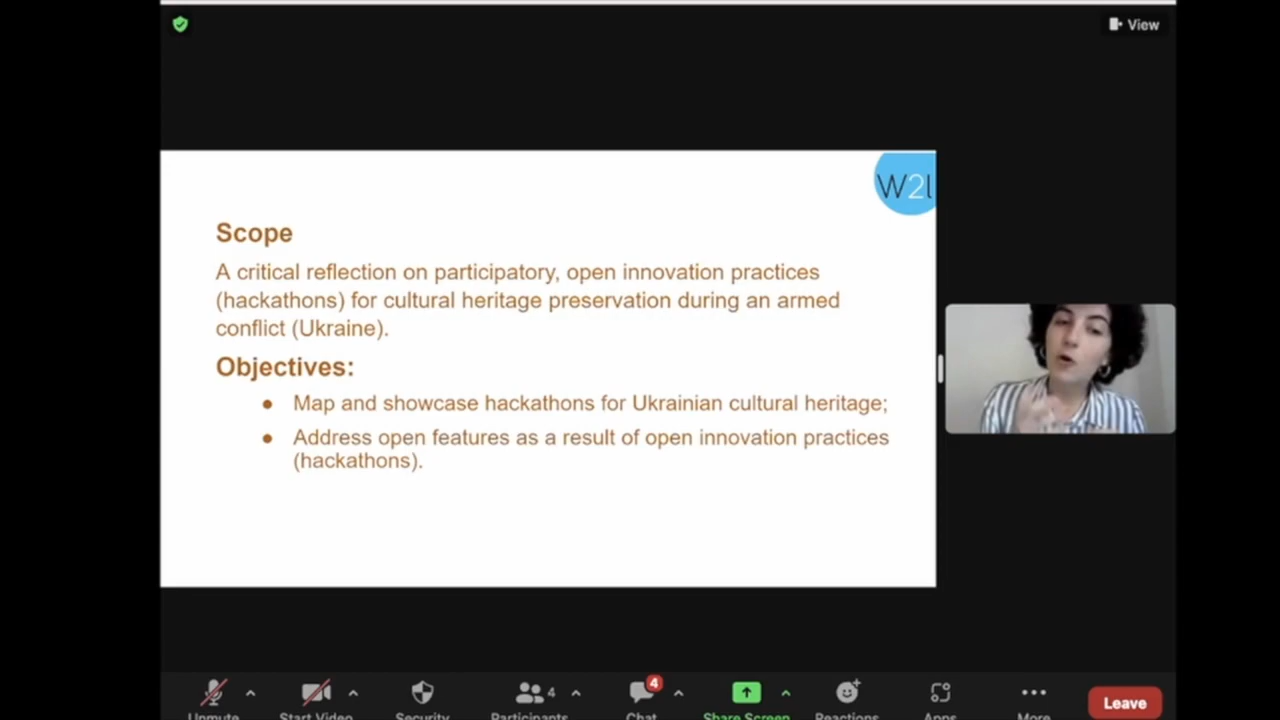 View
W2I
Scope
A critical reflection on participatory, open innovation practices
(hackathons) for cultural heritage preservation during an armed
conflict (Ukraine).
Objectives:
● Map and showcase hackathons for Ukrainian cultural heritage;
● Address open features as a result of open innovation practices
(hackathons).
4
4
Unmute Start Video Security Participants Chat Share Screen Reactions Apps More
Leave